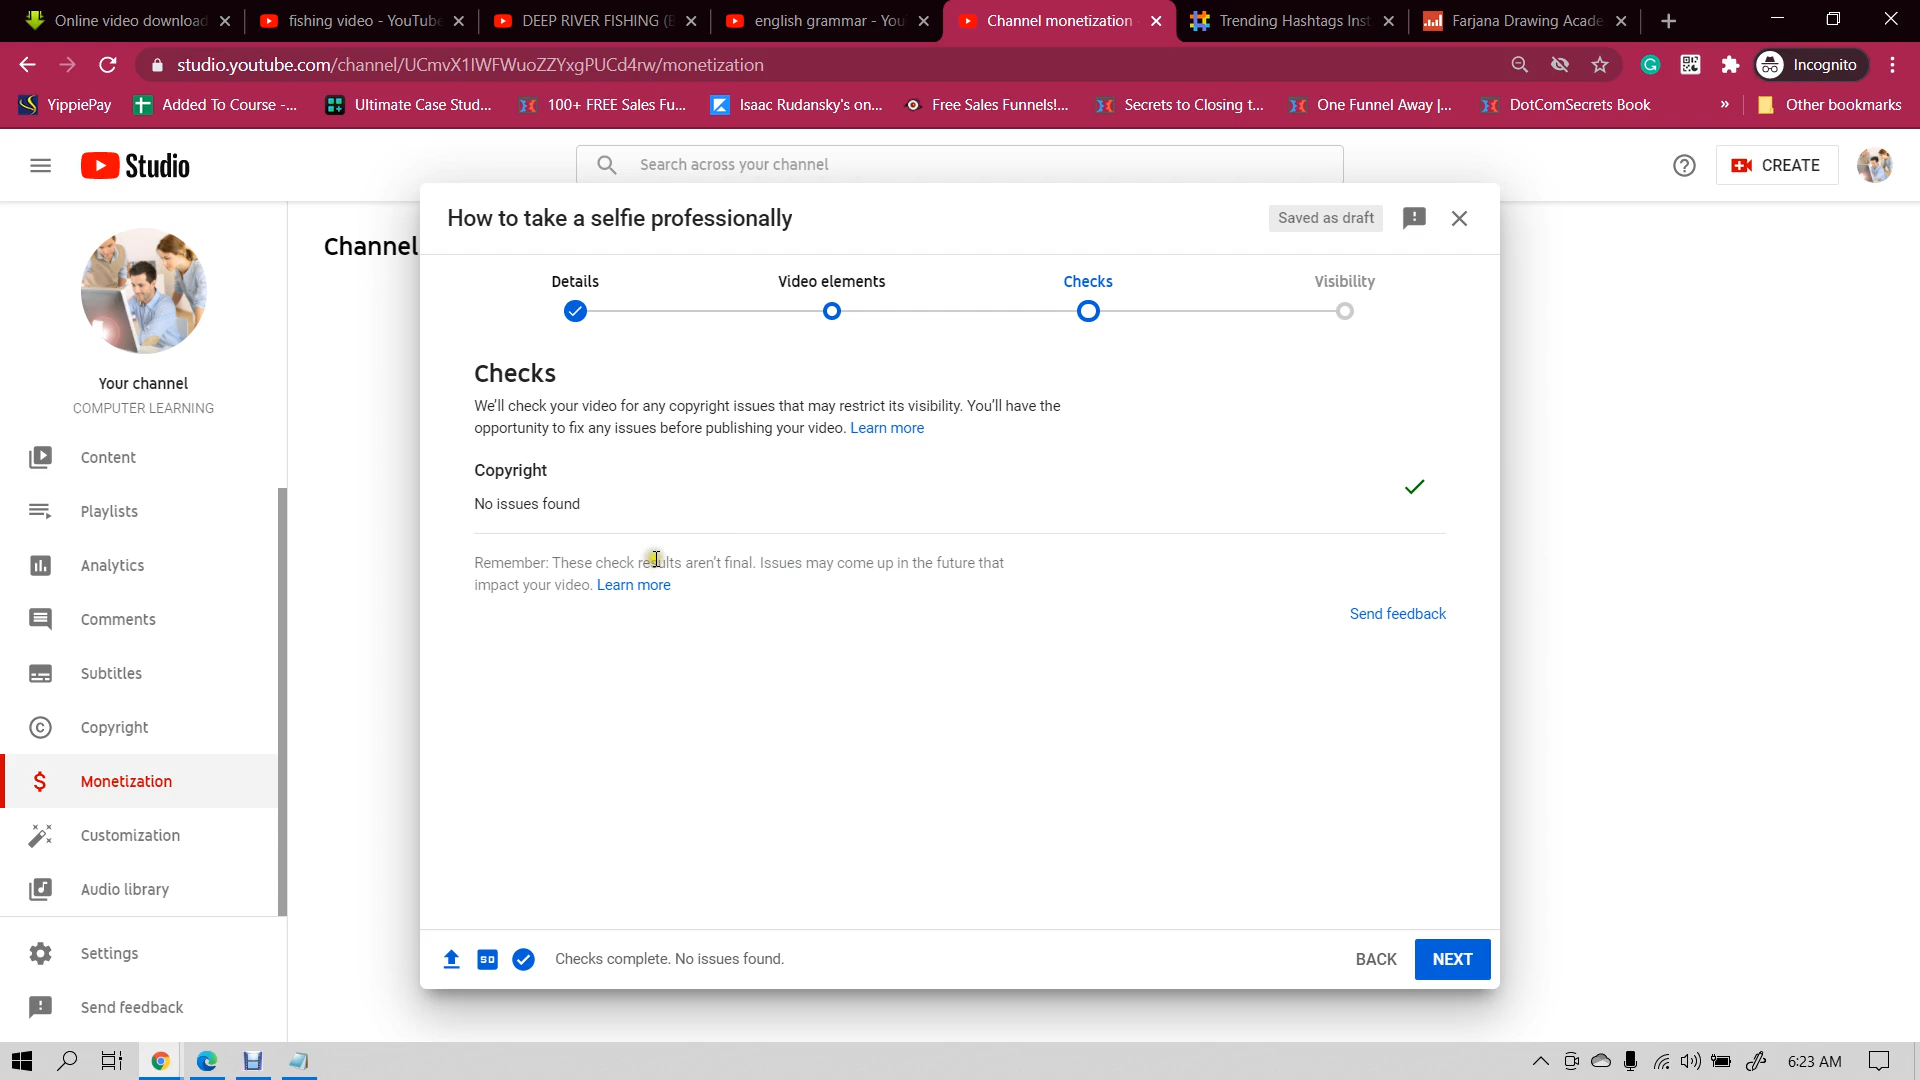 Online video download
fishing video - YouTube
DEEP RIVER FISHING (
english grammar - You
Channel monetization
Trending Hashtags Inst
Farjana Drawing Acade
studio.youtube.com/channel/UCmvX1IWFWuoZZYxgPUCd4rw/monetization
Incognito
YippiePay
Added To Course -...
Ultimate Case Stud...
100+ FREE Sales Fu...
Isaac Rudansky's on...
Free Sales Funnels!...
Secrets to Closing t...
One Funnel Away |...
DotComSecrets Book
»
Other bookmarks
Studio
Search across your channel
CREATE
Channel
How to take a selfie professionally
Saved as draft
Details
Video elements
Checks
Visibility
Checks
We'll check your video for any copyright issues that may restrict its visibility. You'll have the
opportunity to fix any issues before publishing your video. Learn more
Copyright
No issues found
Remember: These check results aren't final. Issues may come up in the future that
impact your video. Learn more
Send feedback
Your channel
COMPUTER LEARNING
Content
Playlists
Analytics
Comments
Subtitles
Copyright
Monetization
Customization
Audio library
Settings
Send feedback
SD
Checks complete. No issues found.
BACK
NEXT
6:23 AM